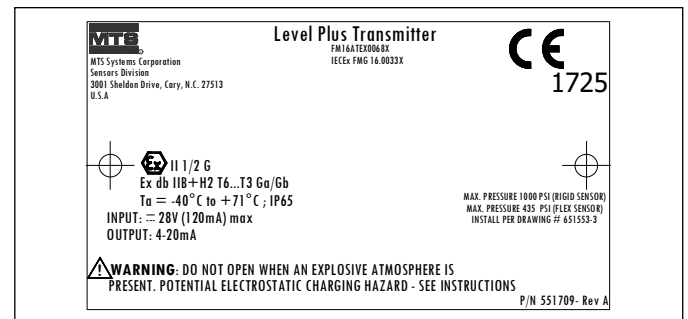 MTS
Level Plus Transmitter
FM16ATEX0068X
IECEx FMG 16.0033X
CE
1725
MTS Systems Corporation
Sensors Division
3001 Sheldon Drive, Cary, N.C. 27513
U.S.A
Ex II 1/2 G
Ex db IIB+H2 T6...T3 Ga/Gb
Ta = -40°C to +71°C ; IP65
INPUT: ⎓ 28V (120mA) max
OUTPUT: 4-20mA
MAX. PRESSURE 1000 PSI (RIGID SENSOR)
MAX. PRESSURE 435 PSI (FLEX SENSOR)
INSTALL PER DRAWING # 651553-3
WARNING: DO NOT OPEN WHEN AN EXPLOSIVE ATMOSPHERE IS
PRESENT. POTENTIAL ELECTROSTATIC CHARGING HAZARD - SEE INSTRUCTIONS
P/N 551709- Rev A